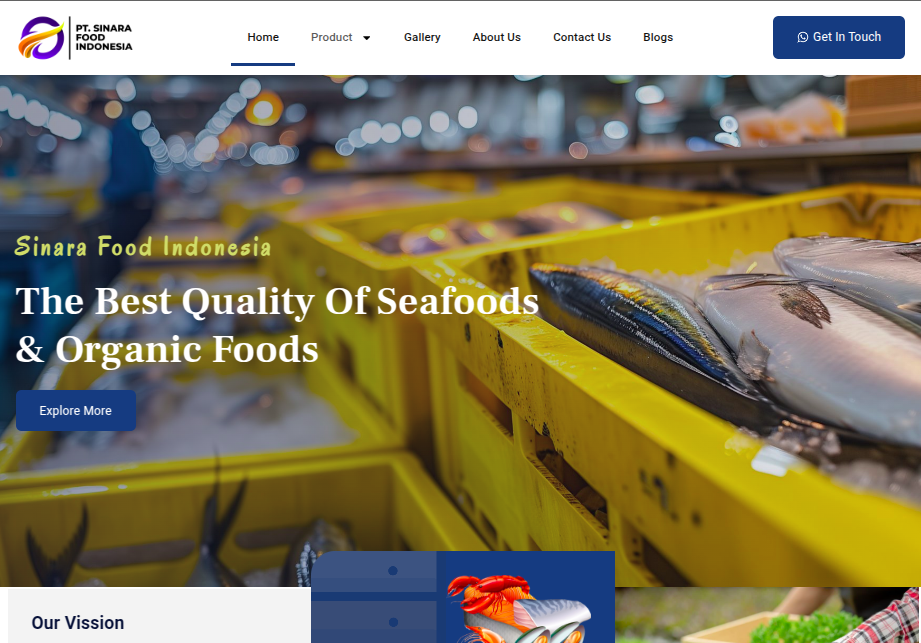 PT. SINARA
FOOD
INDONESIA
Home
Product
Gallery
About Us
Contact Us
Blogs
Get In Touch
Sinara Food Indonesia
The Best Quality Of Seafoods
& Organic Foods
Explore More
Our Vission